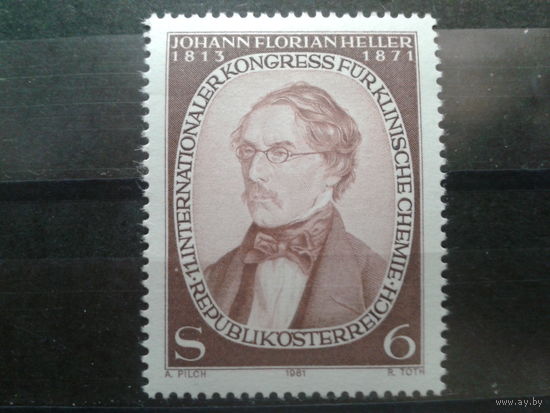 JOHANN FLORIAN HELLER
1813 1871
11. INTERNATIONALER KONGRESS FÜR KLINISCHE CHEMIE ·
REPUBLIK ÖSTERREICH ·
S 6
A. PILCH 1981 R. TOTH
www.ay.by